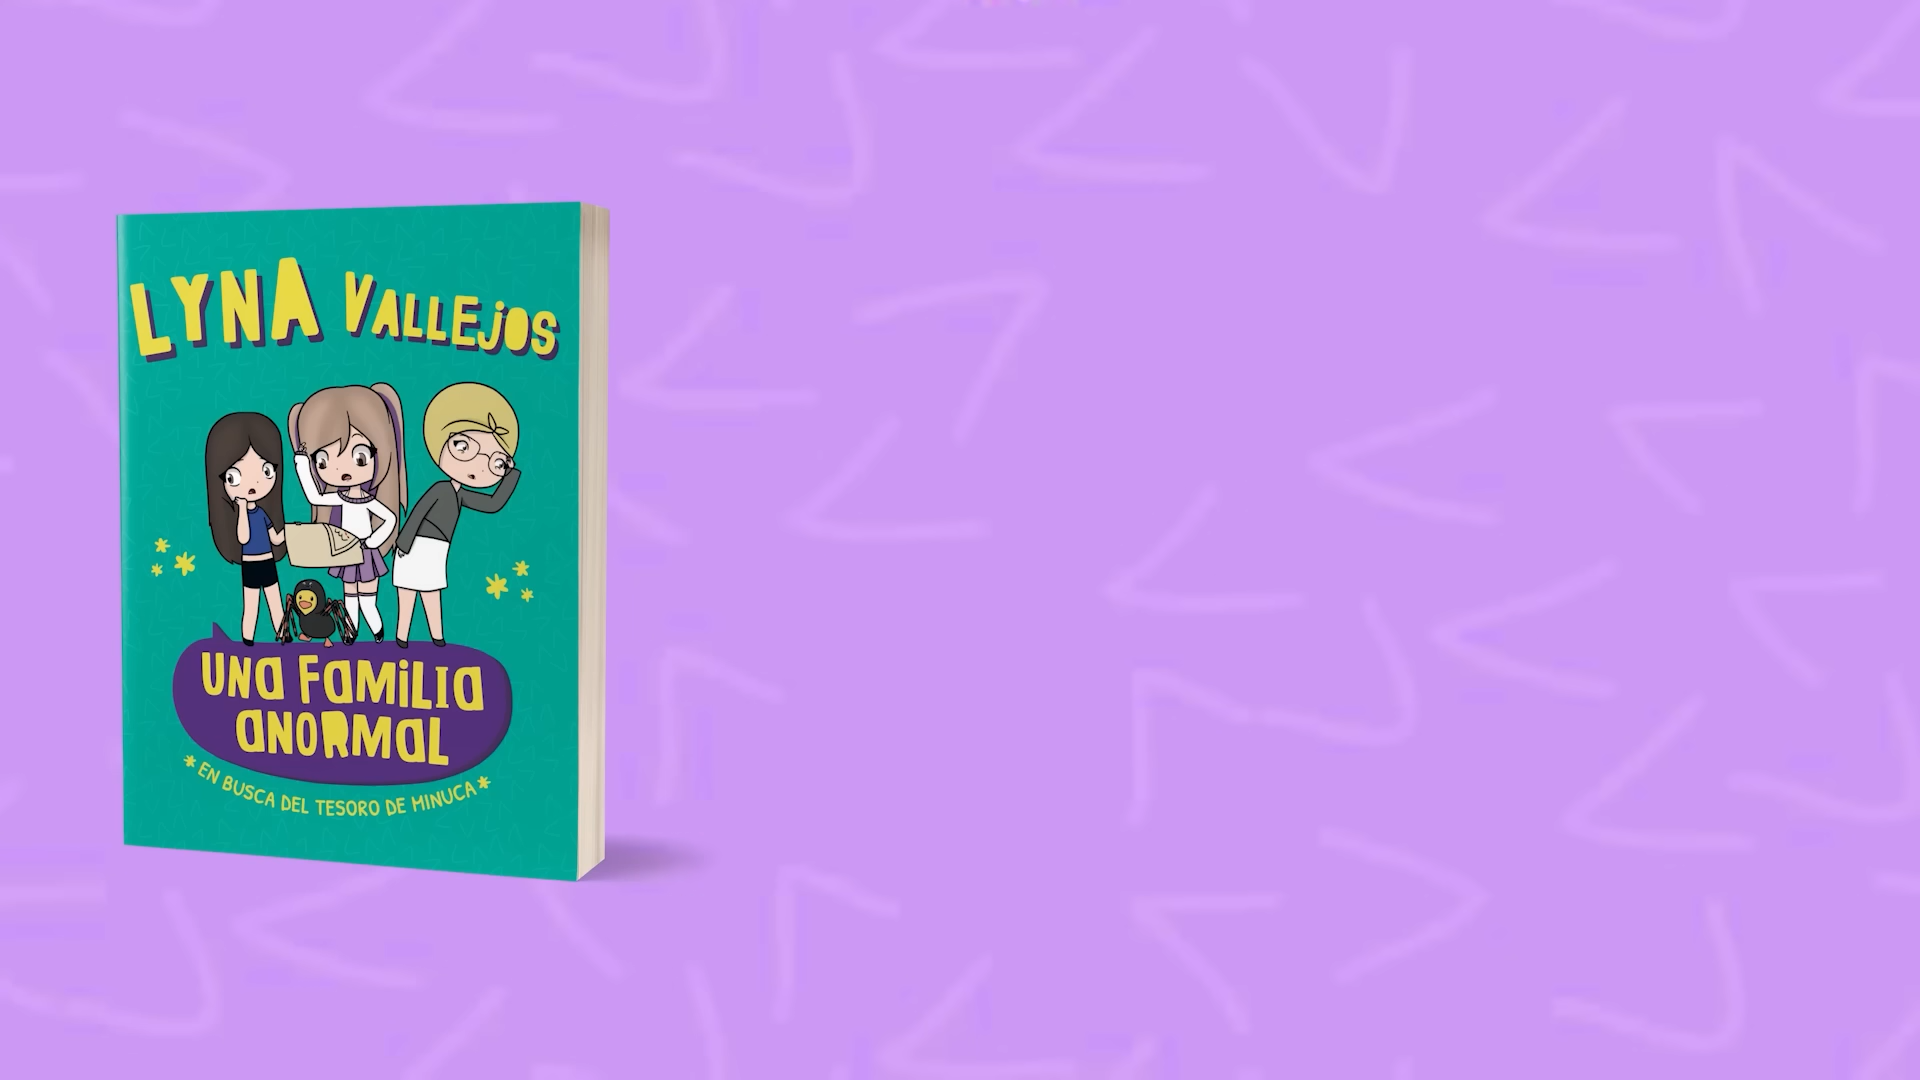 LYNA VALLEJOS
UNA FAMILIA
ANORMAL
* EN BUSCA DEL TESORO DE MINUCA *